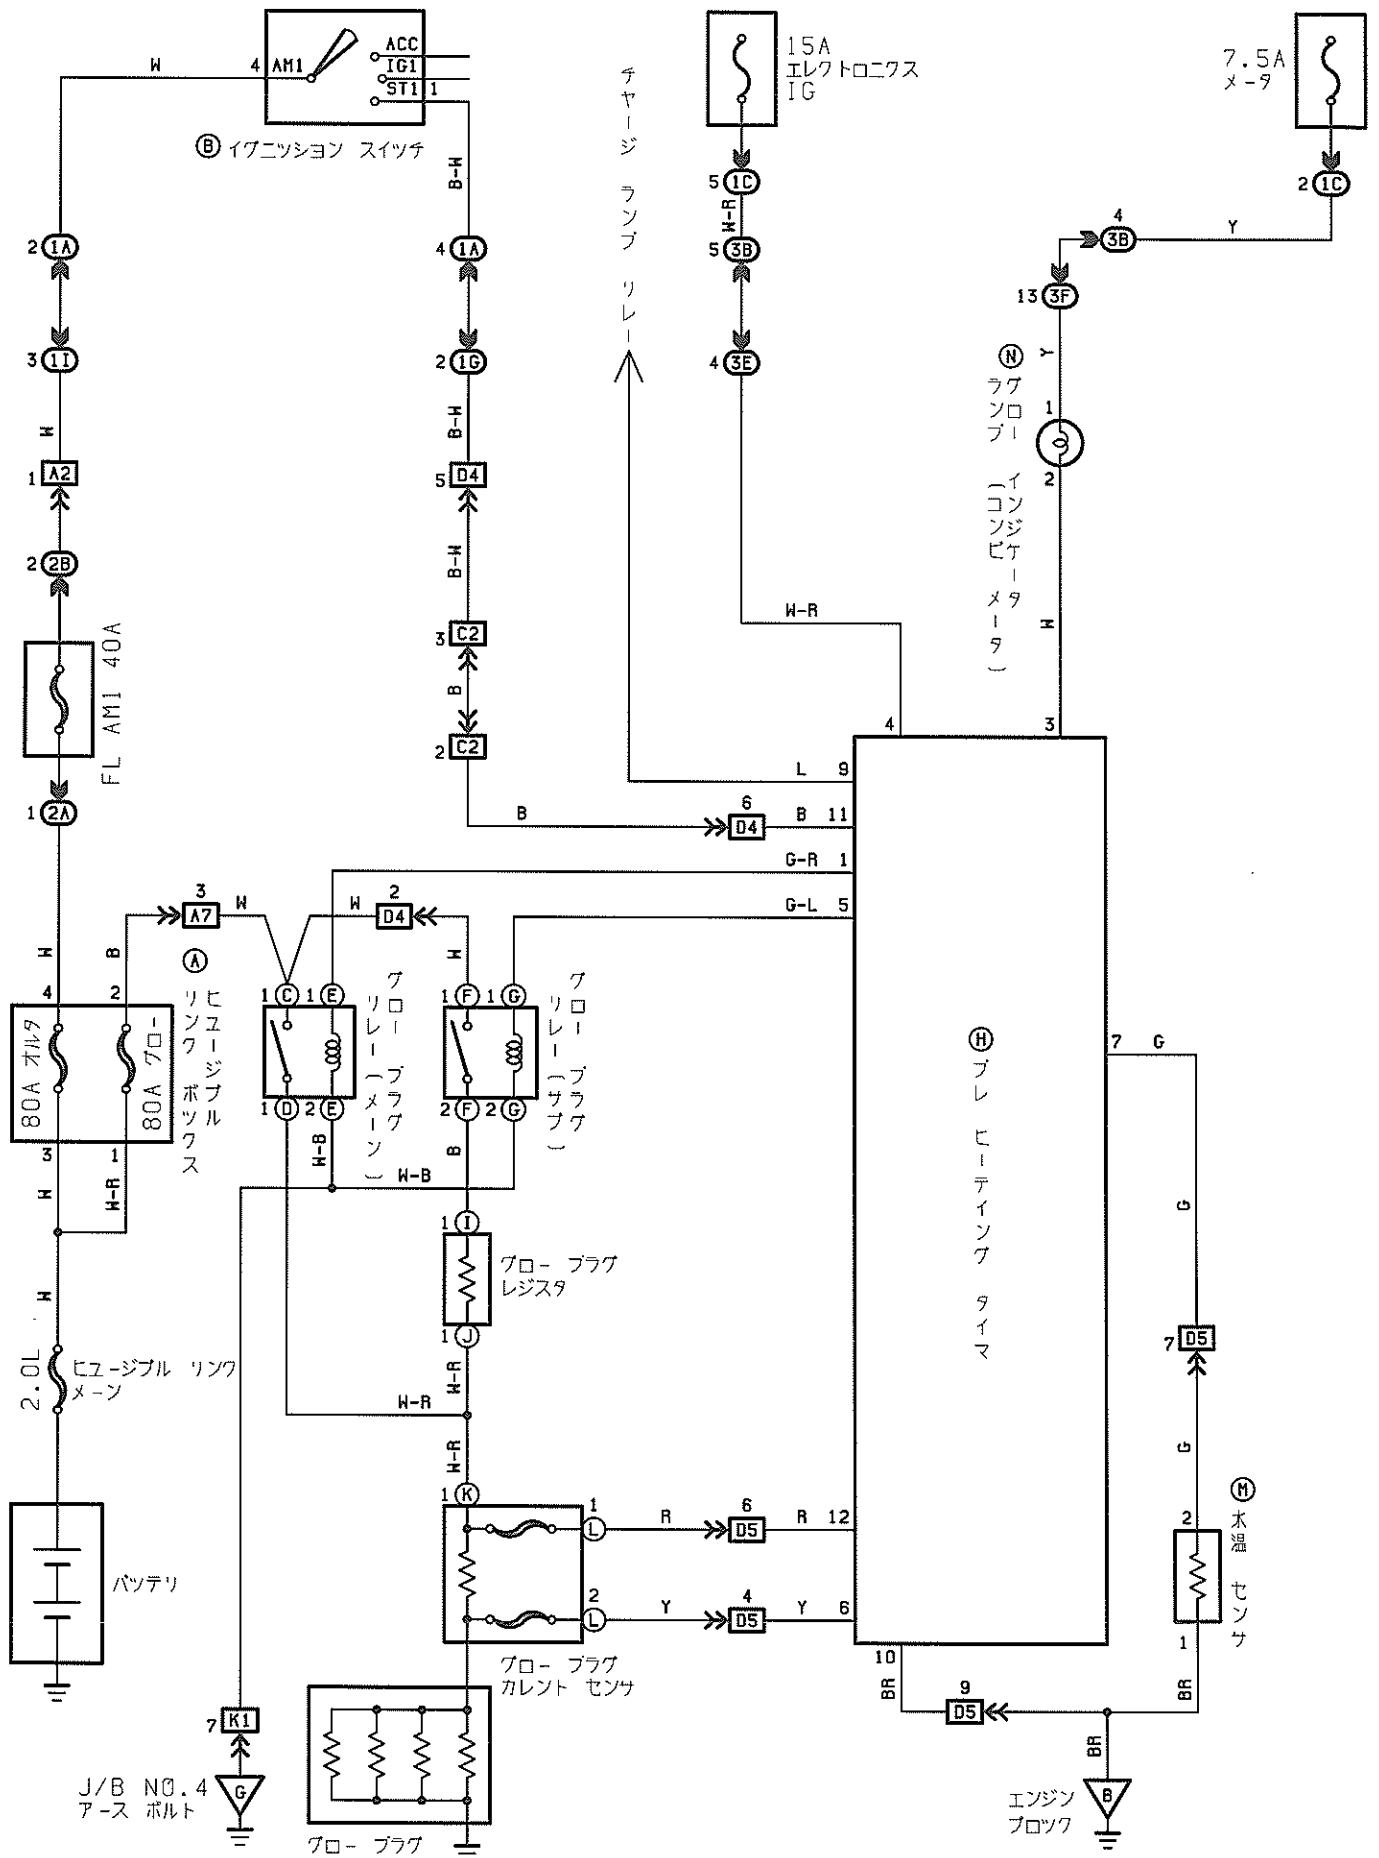 W
4 AM1
ACC
IG1
ST1 1
Ⓑ イグニッション スイッチ
15A
エレクトロニクス
IG
7.5A
メータ
チャージ ランプ リレー
B-W
5 1C
2 1C
W-R
4
3B
Y
2 1A
4 1A
5 3B
13 3F
3 1I
2 1G
4 3E
Y
Ⓝ
グロー インジケータ
ランプ (コンビ メータ)
1
2
W
B-W
1 A2
5 D4
2 2B
B-W
3 C2
W-R
W
FL AM1 40A
B
2 C2
4
3
1 2A
L 9
B
6
D4
B 11
G-R 1
G-L 5
3
A7
W
W
2
D4
W
B
W
Ⓐ
ヒュージブル
リンク ボックス
4
2
80A オルタ
80A グロー
3
1
1 C
1 E
1 D
2 E
グロー プラグ
リレー (メーン)
1 F
1 G
2 F
2 G
グロー プラグ
リレー (サブ)
Ⓗ
プレ ヒーティング タイマ
7
G
W
W-R
W-B
W-B
B
1 I
グロー プラグ
レジスタ
1 J
G
W
2.0L
ヒュージブル リンク
メーン
W-R
W-R
W-R
7 D5
G
1 K
1
L
R
6
D5
R 12
2
L
Y
4
D5
Y 6
グロー プラグ
カレント センサ
バッテリ
Ⓜ
水温 センサ
2
1
10
BR
9
D5
BR
BR
7 K1
G
J/B NO.4
アース ボルト
グロー プラグ
エンジン
ブロック
B